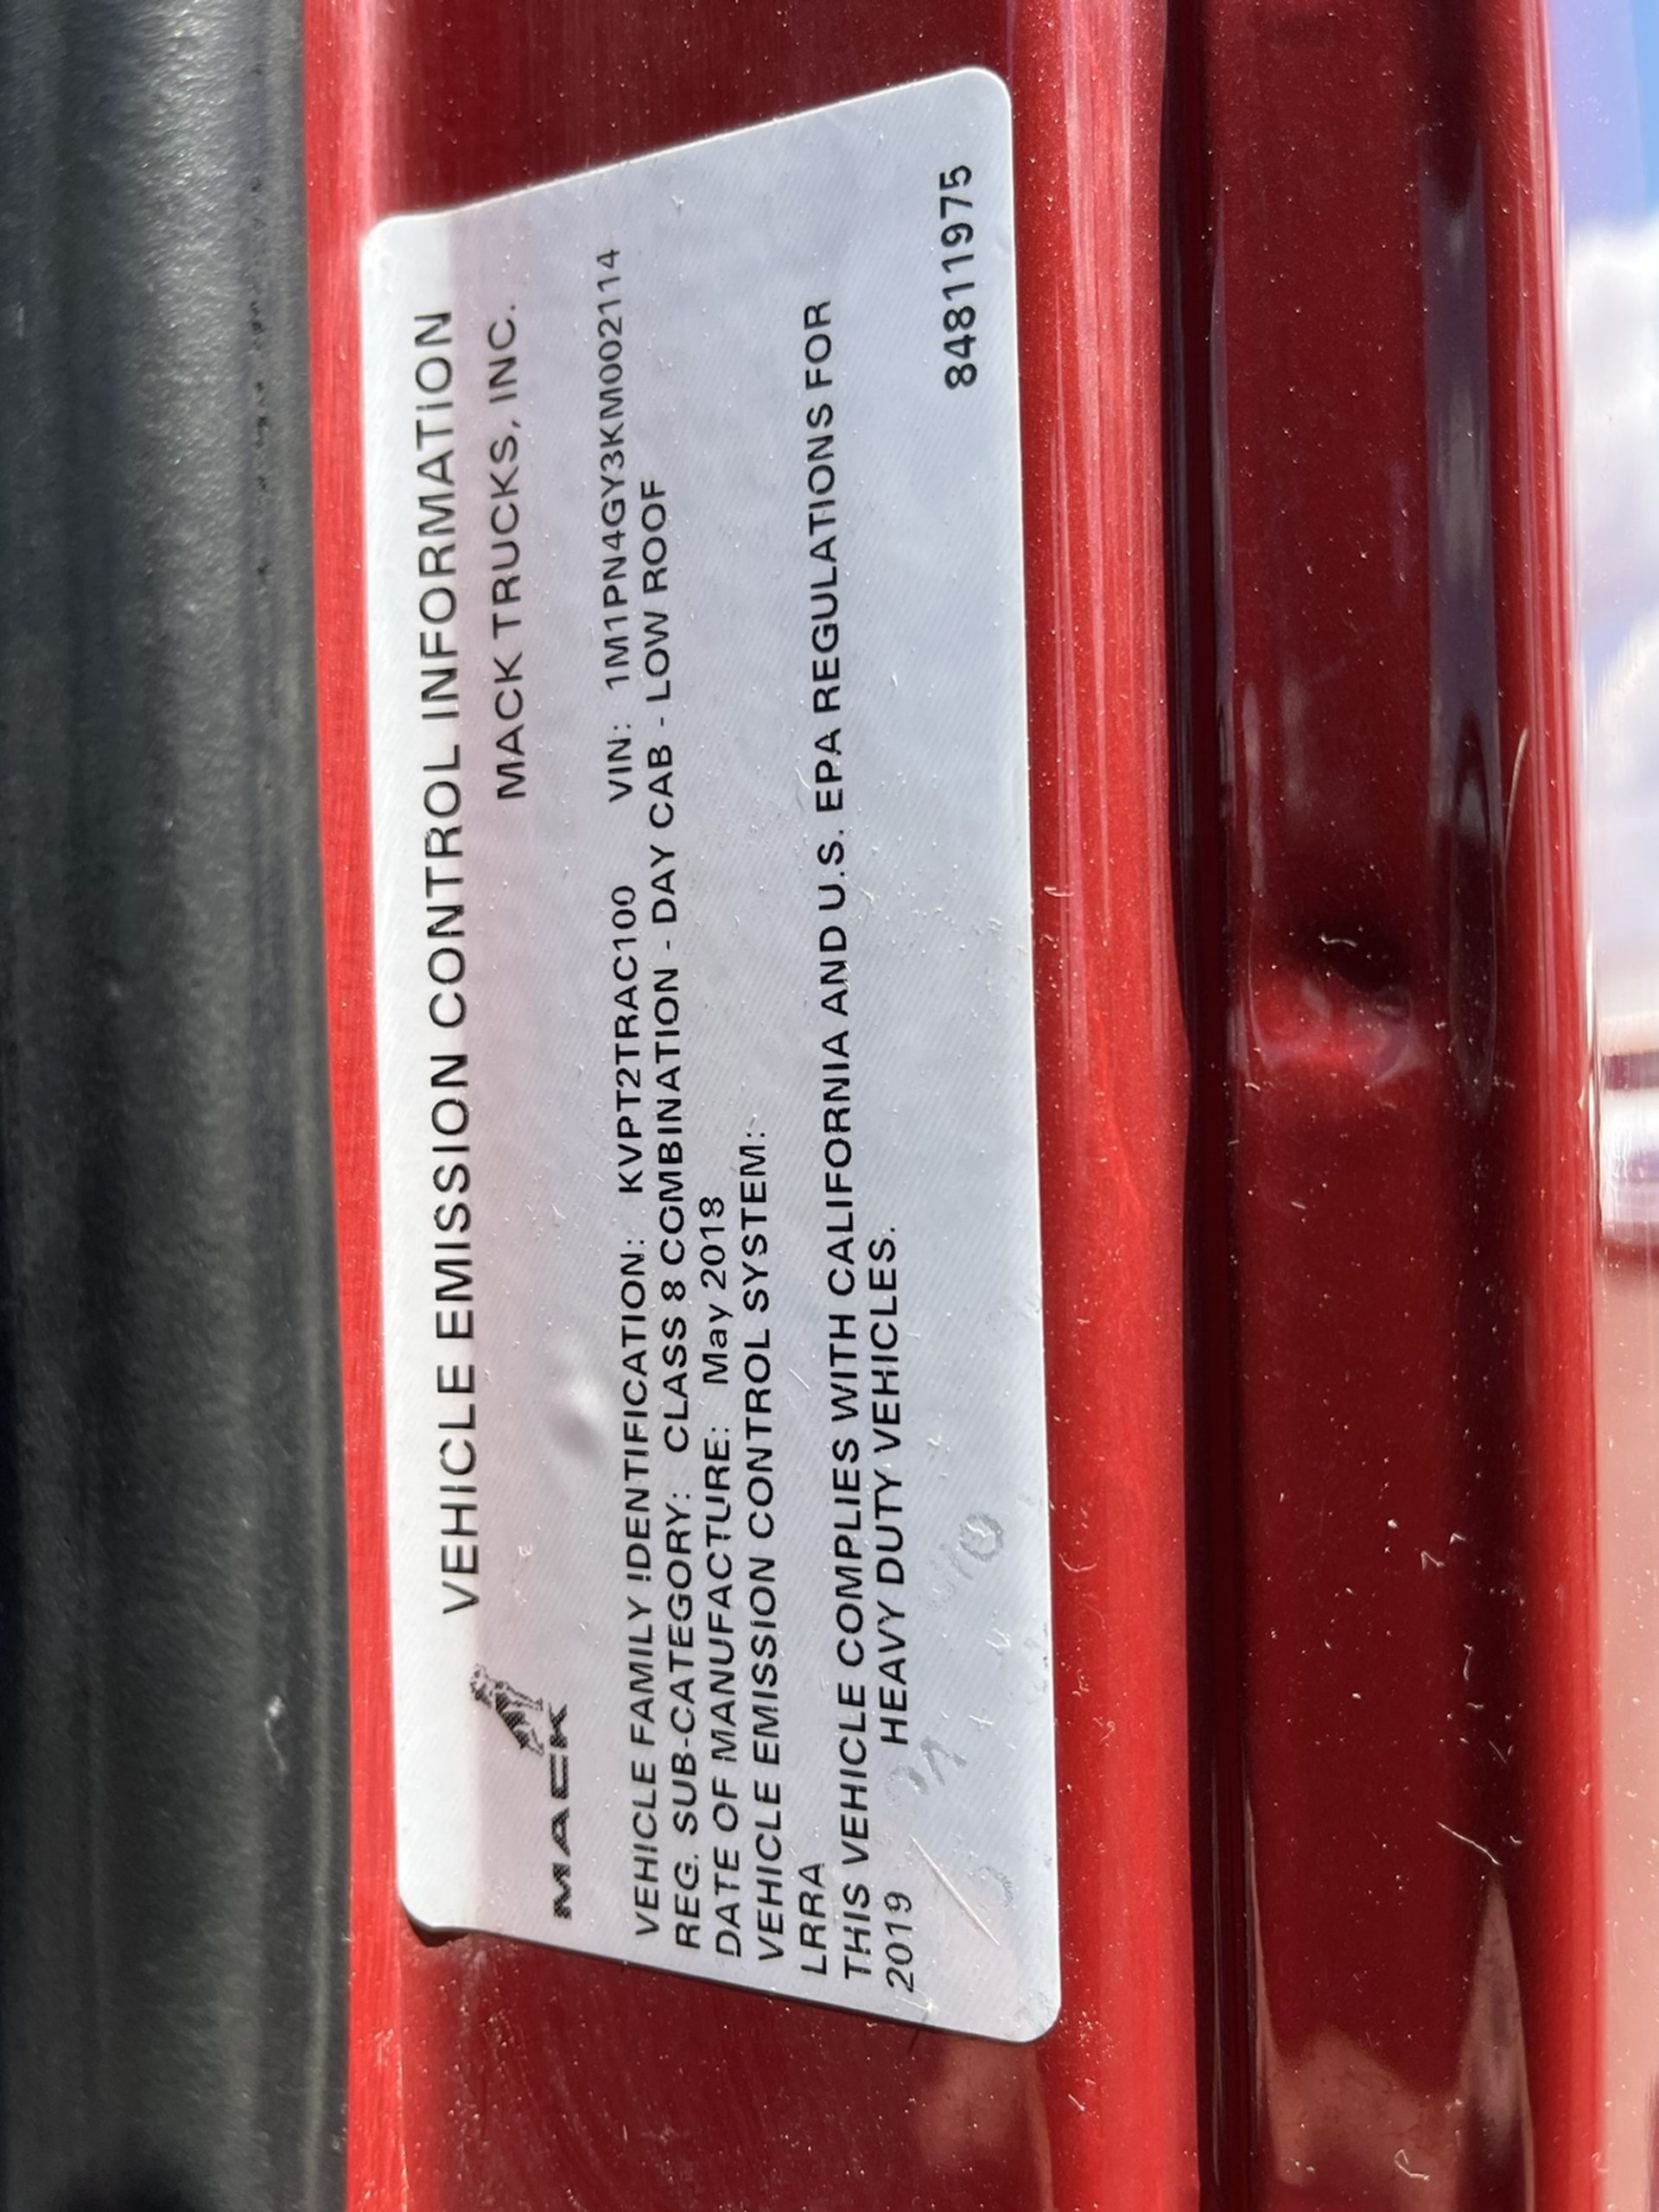 VEHICLE EMISSION CONTROL INFORMATION
MACK TRUCKS, INC.
MACK
VEHICLE FAMILY IDENTIFICATION: KVPT2TRAC100 VIN: 1M1PN4GY3KM002114
REG. SUB-CATEGORY: CLASS 8 COMBINATION - DAY CAB - LOW ROOF
DATE OF MANUFACTURE: May 2018
VEHICLE EMISSION CONTROL SYSTEM:
LRRA
THIS VEHICLE COMPLIES WITH CALIFORNIA AND U.S. EPA REGULATIONS FOR
2019 HEAVY DUTY VEHICLES.
84811975